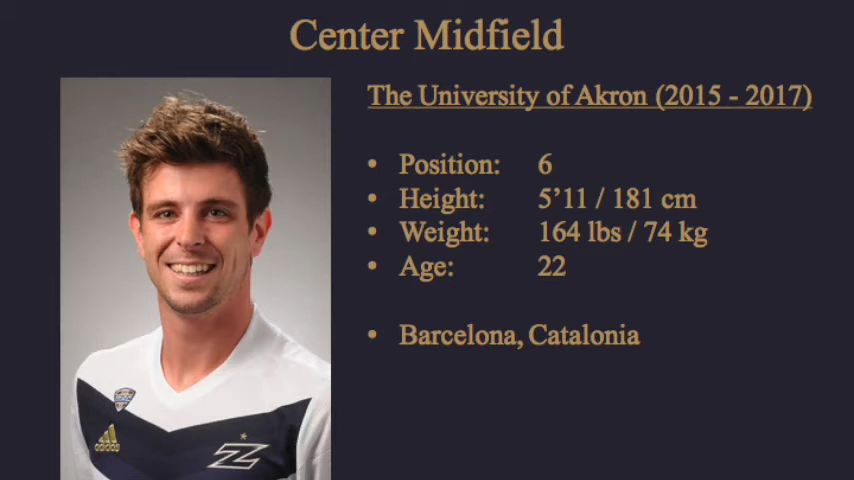 Center Midfield
The University of Akron (2015 - 2017)
• Position: 6
• Height: 5’11 / 181 cm
• Weight: 164 lbs / 74 kg
• Age: 22
• Barcelona, Catalonia
adidas
Z